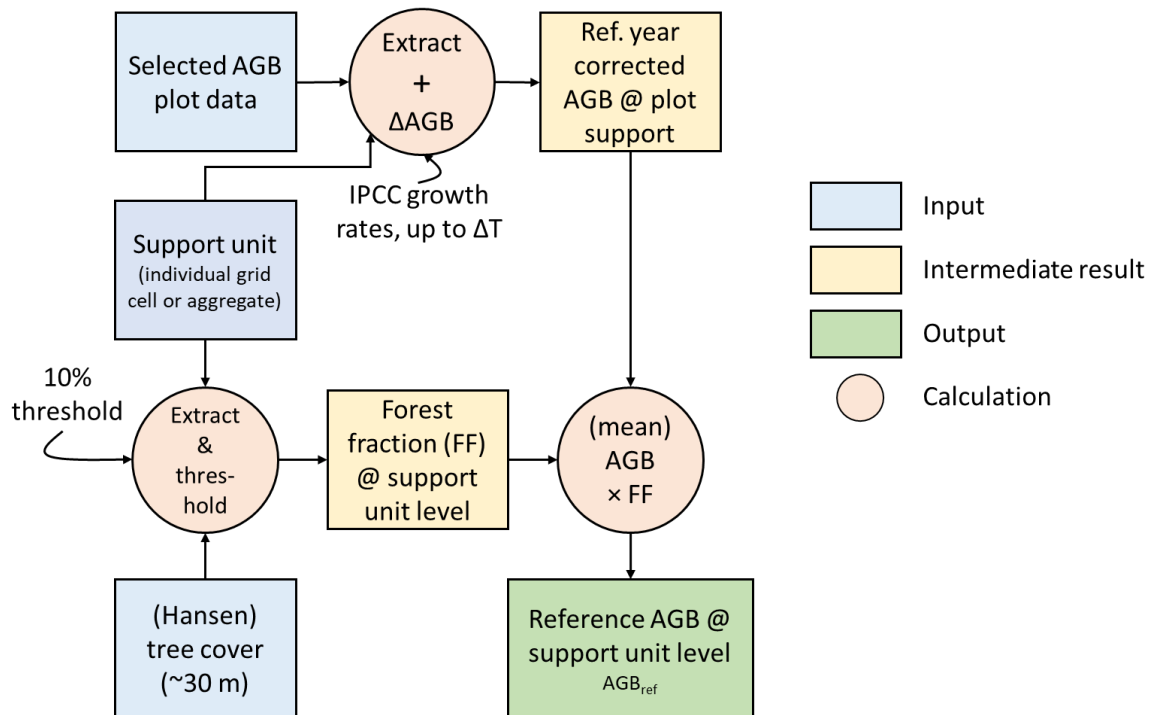 Selected AGB
plot data
Extract
+
ΔAGB
Ref. year
corrected
AGB @ plot
support
IPCC growth
rates, up to ΔT
Support unit
(individual grid
cell or aggregate)
10%
threshold
Extract
&
thres-
hold
Forest
fraction (FF)
@ support
unit level
(mean)
AGB
× FF
(Hansen)
tree cover
(~30 m)
Reference AGB @
support unit level
AGBref
Input
Intermediate result
Output
Calculation